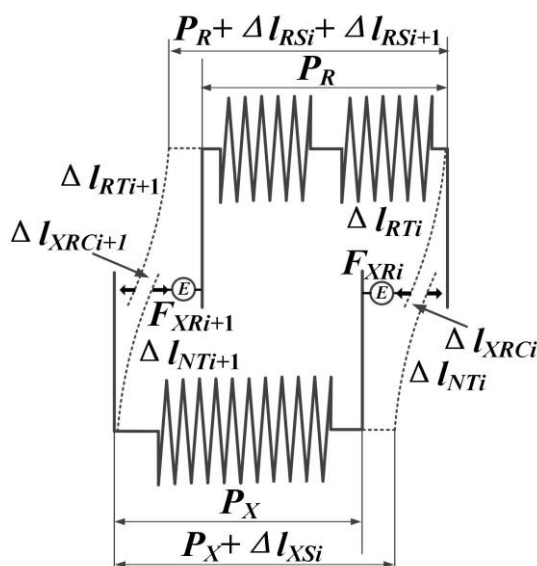 P_R + Δl_RSi + Δl_RSi+1
P_R
Δl_RTi+1
Δl_RTi
Δl_XRCi+1
F_XRi
E
E
F_XRi+1
Δl_XRCi
Δl_NTi+1
Δl_NTi
P_X
P_X + Δl_XSi